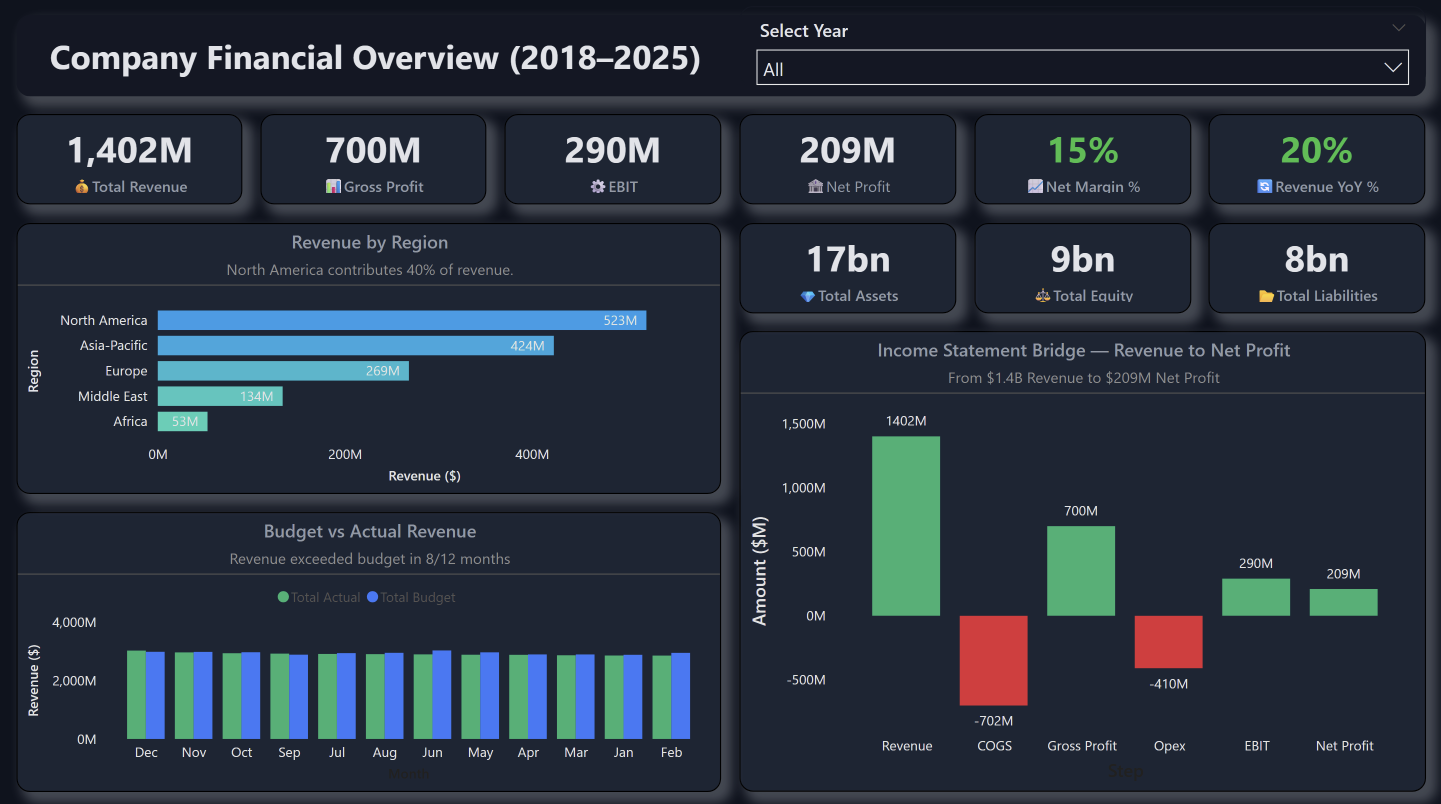 Company Financial Overview (2018–2025)
Select Year
All
1,402M
💰 Total Revenue
700M
📊 Gross Profit
290M
⚙️ EBIT
209M
🏦 Net Profit
15%
📈 Net Margin %
20%
🔄 Revenue YoY %
17bn
💎 Total Assets
9bn
⚖️ Total Equity
8bn
📂 Total Liabilities
Revenue by Region
North America contributes 40% of revenue.
Region
North America 523M
Asia-Pacific 424M
Europe 269M
Middle East 134M
Africa 53M
0M 200M 400M
Revenue ($)
Budget vs Actual Revenue
Revenue exceeded budget in 8/12 months
Total Actual Total Budget
Revenue ($)
4,000M
2,000M
0M
Dec Nov Oct Sep Jul Aug Jun May Apr Mar Jan Feb
Month
Income Statement Bridge — Revenue to Net Profit
From $1.4B Revenue to $209M Net Profit
Amount ($M)
1,500M
1,000M
500M
0M
-500M
1402M
-702M
700M
-410M
290M
209M
Revenue COGS Gross Profit Opex EBIT Net Profit
Step